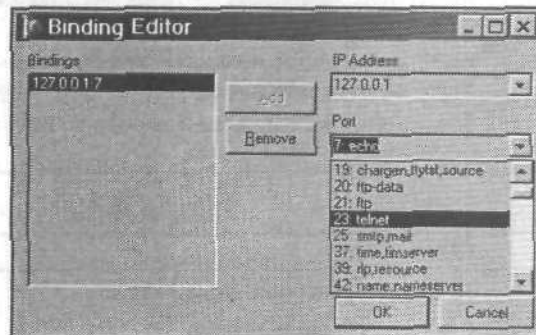 Binding Editor
Bindings
127.0.0.1:7
Add
Remove
IP Address
127.0.0.1
Port
7: echo
19: chargen,ttytst,source
20: ftp-data
21: ftp
23: telnet
25: smtp,mail
37: time,timserver
39: rlp,resource
42: name,nameserver
OK
Cancel